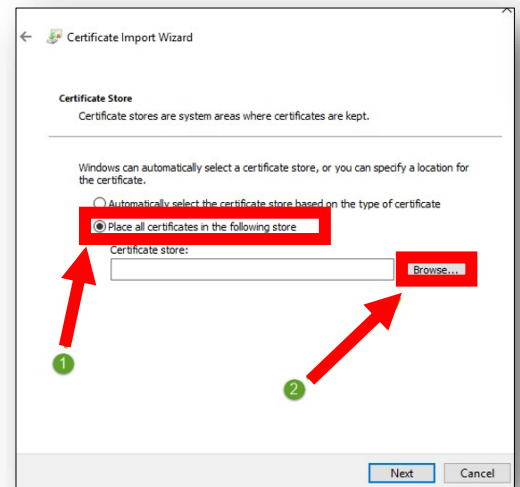 Certificate Import Wizard
Certificate Store
Certificate stores are system areas where certificates are kept.
Windows can automatically select a certificate store, or you can specify a location for
the certificate.
Automatically select the certificate store based on the type of certificate
Place all certificates in the following store
Certificate store:
Browse...
1
2
Next Cancel